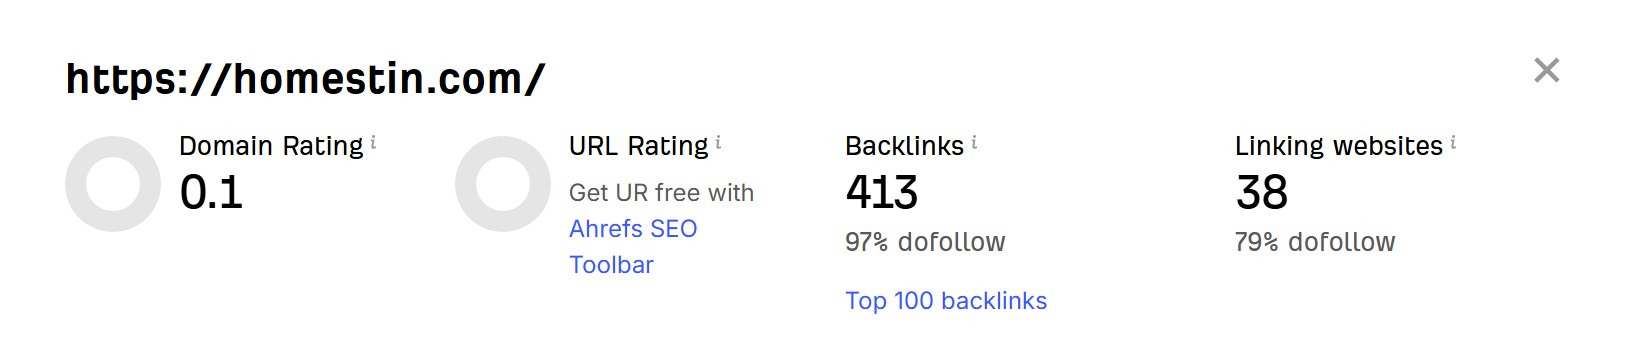 https://homestin.com/
Domain Rating i
0.1
URL Rating i
Get UR free with
Ahrefs SEO
Toolbar
Backlinks i
413
97% dofollow
Top 100 backlinks
Linking websites i
38
79% dofollow